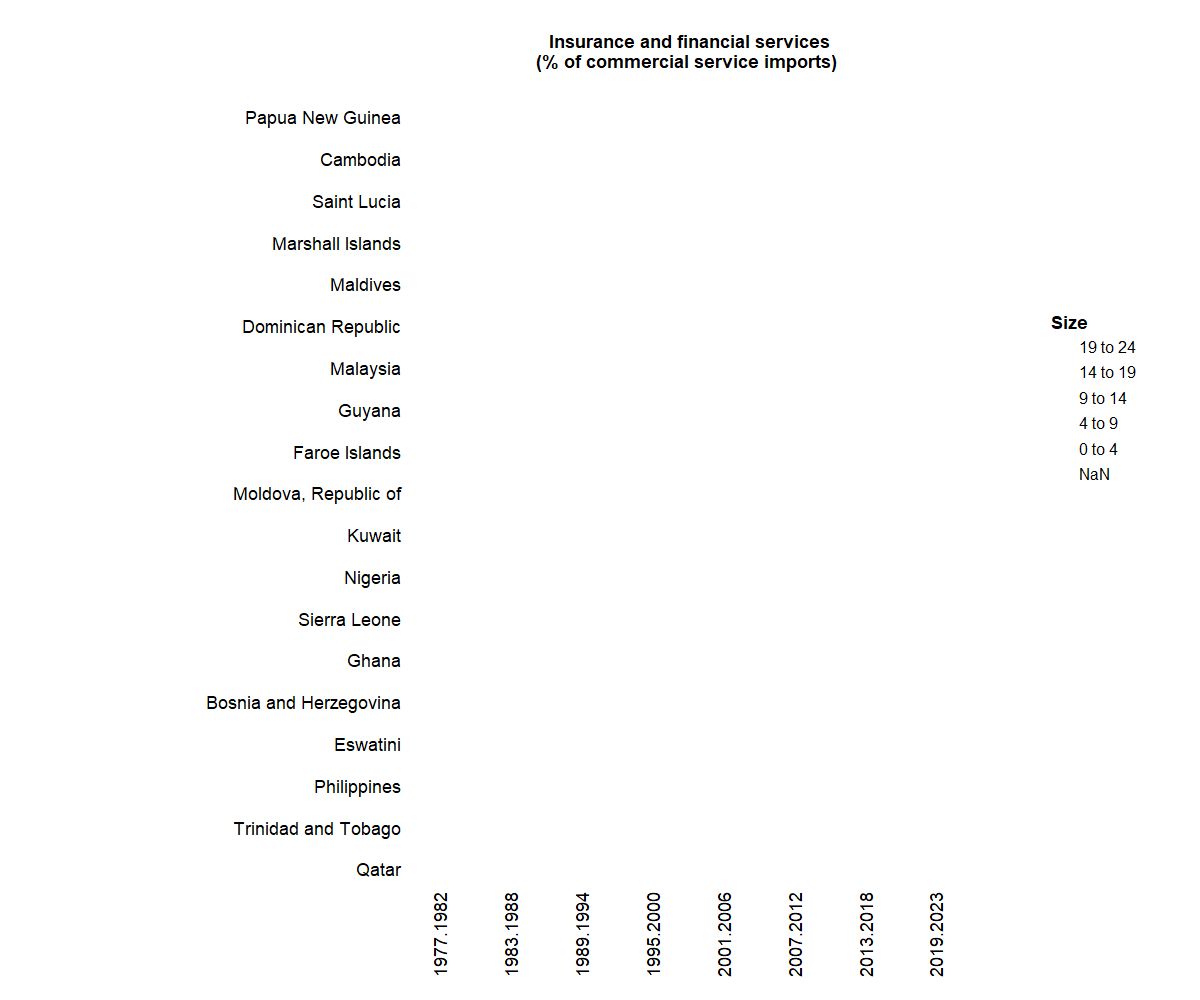 Insurance and financial services
(% of commercial service imports)
Papua New Guinea
Cambodia
Saint Lucia
Marshall Islands
Maldives
Dominican Republic
Malaysia
Guyana
Faroe Islands
Moldova, Republic of
Kuwait
Nigeria
Sierra Leone
Ghana
Bosnia and Herzegovina
Eswatini
Philippines
Trinidad and Tobago
Qatar
1977.1982
1983.1988
1989.1994
1995.2000
2001.2006
2007.2012
2013.2018
2019.2023
Size
19 to 24
14 to 19
9 to 14
4 to 9
0 to 4
NaN